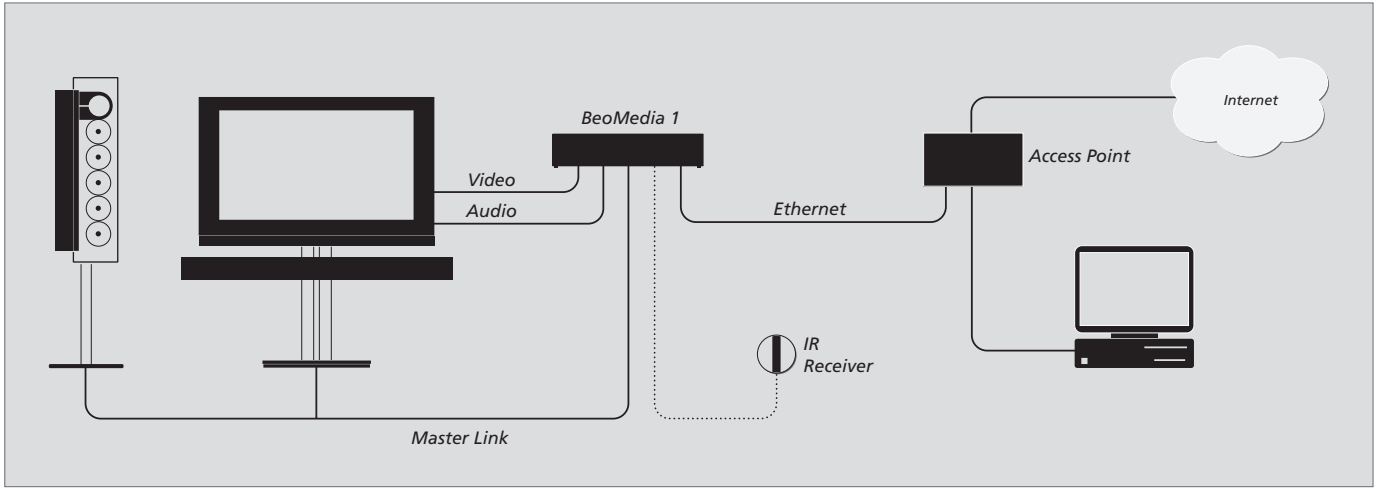 Internet
BeoMedia 1
Access Point
Video
Audio
Ethernet
IR
Receiver
Master Link